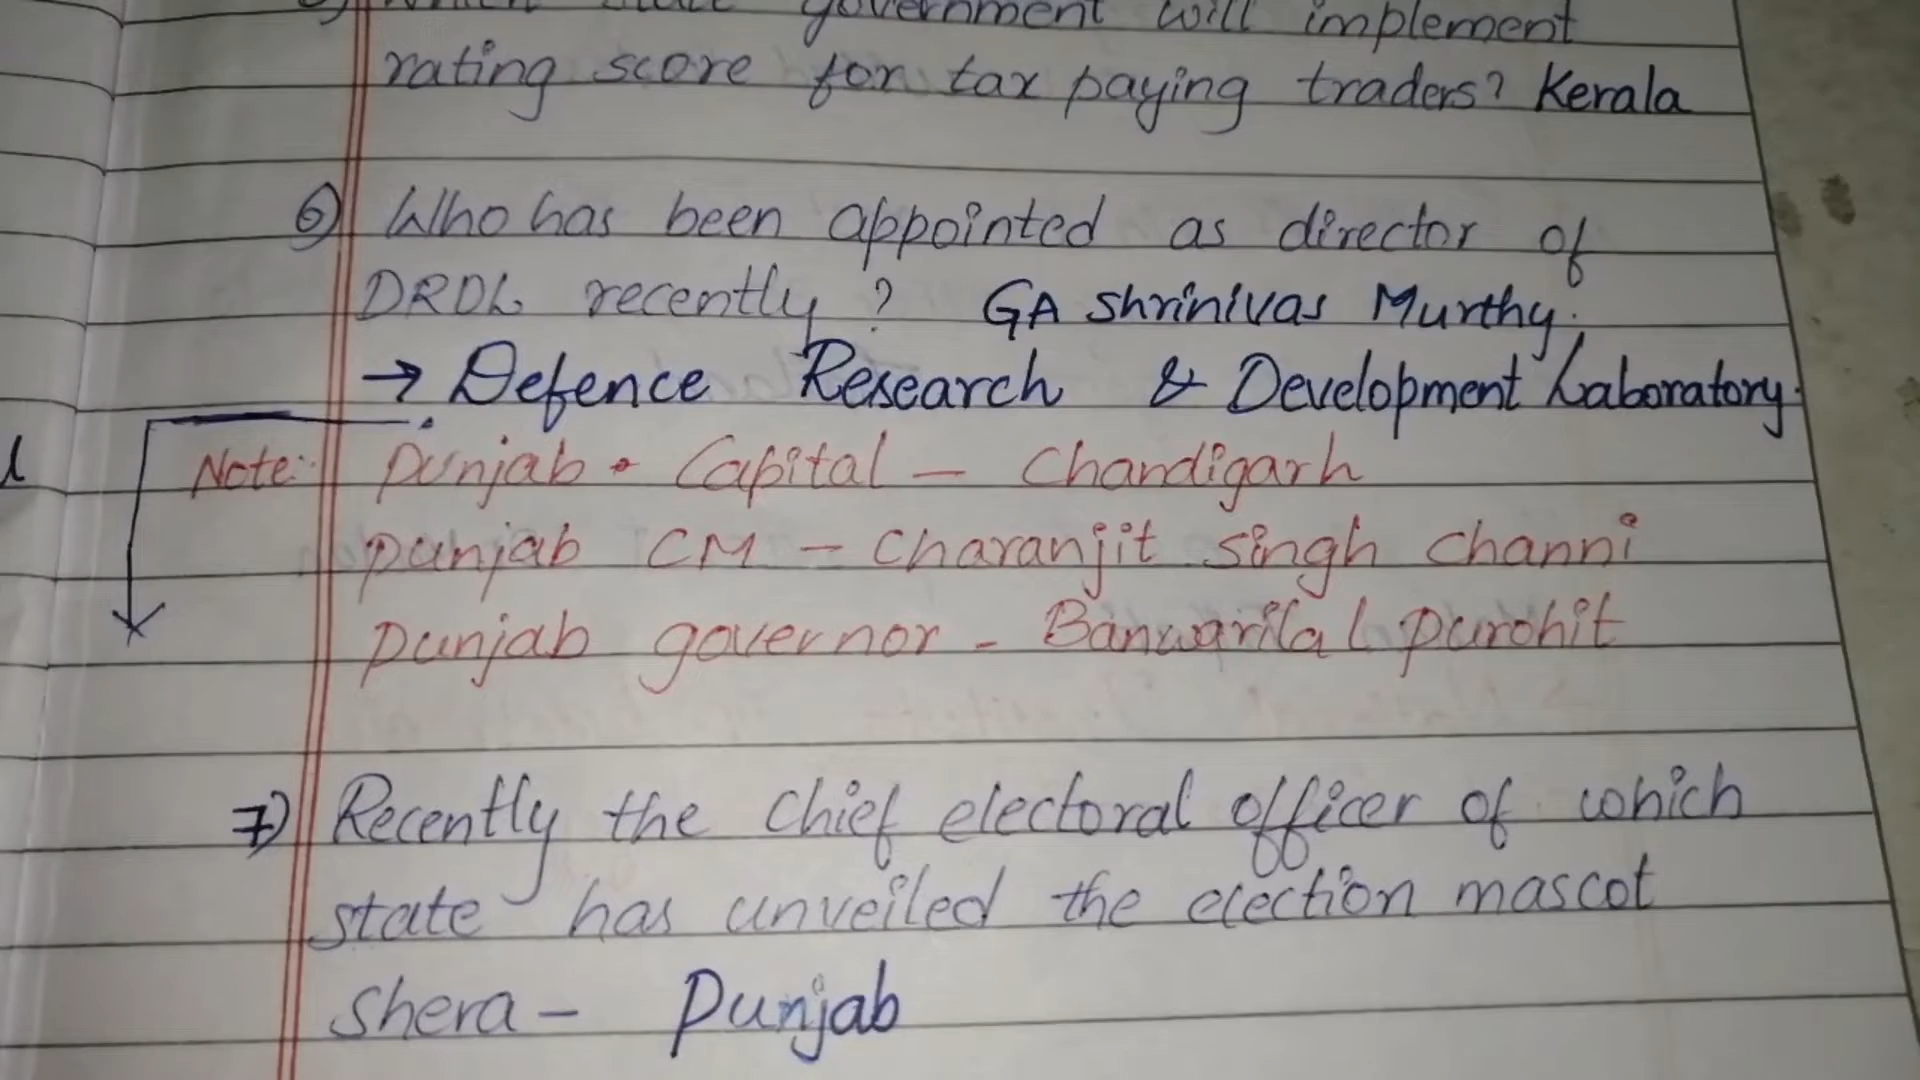 which state government will implement
rating score for tax paying traders? Kerala
6) Who has been appointed as director of
DRDL recently? GA Shrinivas Murthy.
→ Defence Research & Development Laboratory.
Note: Punjab • Capital – Chandigarh
punjab CM – Charanjit singh channi
punjab governor - Banwarilal purohit
7) Recently the Chief electoral officer of which
state has unveiled the election mascot
Shera – Punjab